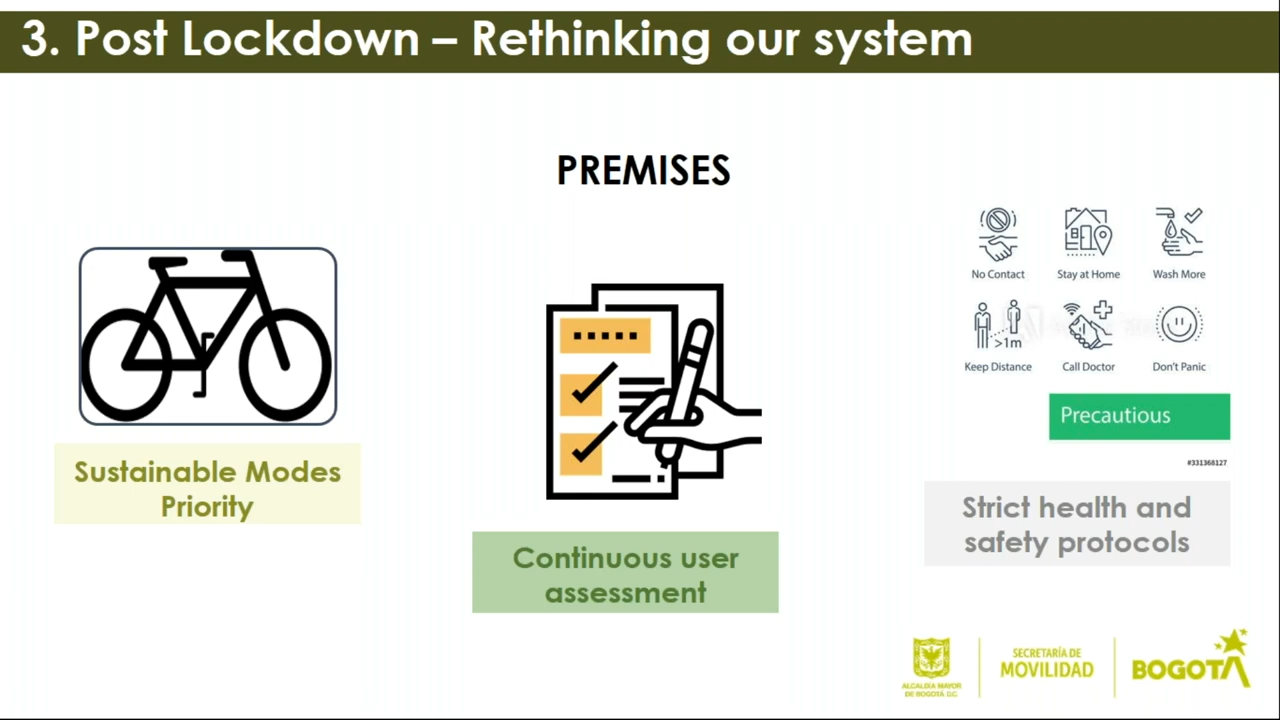 3. Post Lockdown – Rethinking our system
PREMISES
Sustainable Modes
Priority
Continuous user
assessment
No Contact
Stay at Home
Wash More
>1m
Keep Distance
Call Doctor
Don't Panic
Precautious
#331368127
Strict health and
safety protocols
ALCALDÍA MAYOR
DE BOGOTÁ D.C.
SECRETARÍA DE
MOVILIDAD
BOGOTÁ